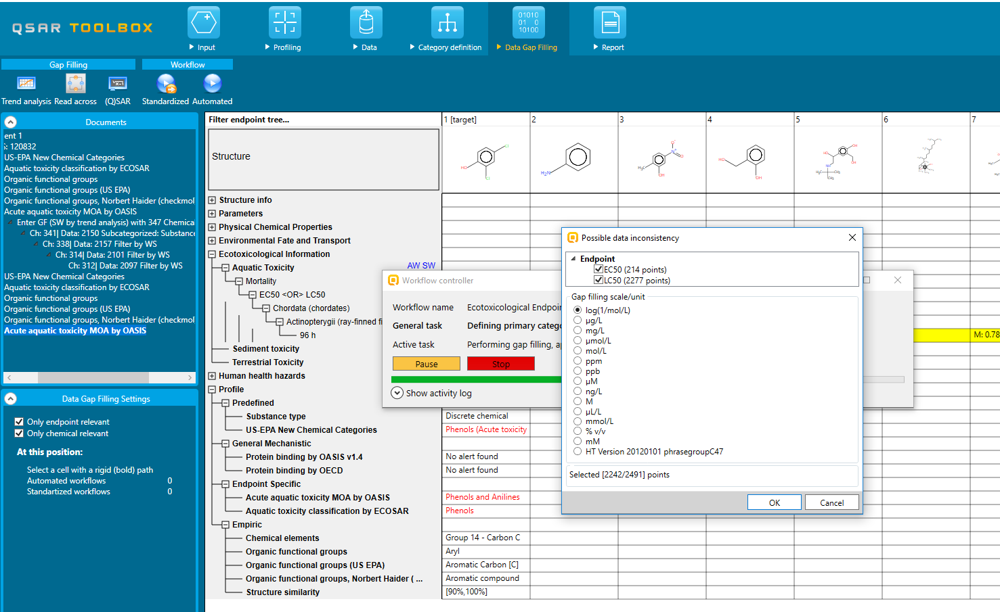 QSAR TOOLBOX
Input
Profiling
Data
Category definition
01010
01 0
10100
Data Gap Filling
Report
Gap Filling
Workflow
Trend analysis
Read across
(Q)SAR
Standardized
Automated
Documents
ent 1
S: 120832
US-EPA New Chemical Categories
Aquatic toxicity classification by ECOSAR
Organic functional groups
Organic functional groups (US EPA)
Organic functional groups, Norbert Haider (checkmol
Acute aquatic toxicity MOA by OASIS
Enter GF (SW by trend analysis) with 347 Chemica
Ch: 341| Data: 2150 Subcategorized: Substance
Ch: 338| Data: 2157 Filter by WS
Ch: 314| Data: 2101 Filter by WS
Ch: 312| Data: 2097 Filter by WS
US-EPA New Chemical Categories
Aquatic toxicity classification by ECOSAR
Organic functional groups
Organic functional groups (US EPA)
Organic functional groups, Norbert Haider (checkmol
Acute aquatic toxicity MOA by OASIS
Data Gap Filling Settings
Only endpoint relevant
Only chemical relevant
At this position:
Select a cell with a rigid (bold) path
Automated workflows 0
Standartized workflows 0
Filter endpoint tree...
1 [target] 2 3 4 5 6 7
Structure
Structure info
Parameters
Physical Chemical Properties
Environmental Fate and Transport
Ecotoxicological Information
Aquatic Toxicity AW SW
Mortality
EC50 <OR> LC50
Chordata (chordates)
Actinopterygii (ray-finned fi
96 h
M: 0.78
Sediment toxicity
Terrestrial Toxicity
Human health hazards
Profile
Predefined
Substance type Discrete chemical
US-EPA New Chemical Categories Phenols (Acute toxicity
General Mechanistic
Protein binding by OASIS v1.4 No alert found
Protein binding by OECD No alert found
Endpoint Specific
Acute aquatic toxicity MOA by OASIS Phenols and Anilines
Aquatic toxicity classification by ECOSAR Phenols
Empiric
Chemical elements Group 14 - Carbon C
Organic functional groups Aryl
Organic functional groups (US EPA) Aromatic Carbon [C]
Organic functional groups, Norbert Haider ( ... Aromatic compound
Structure similarity [90%,100%]
Workflow controller
Workflow name Ecotoxicological Endpoin
General task Defining primary catego
Active task Performing gap filling, ap
Pause Stop
Show activity log
Possible data inconsistency
Endpoint
EC50 (214 points)
LC50 (2277 points)
Gap filling scale/unit
log(1/mol/L)
µg/L
mg/L
µmol/L
mol/L
ppm
ppb
µM
ng/L
M
µL/L
mmol/L
% v/v
mM
HT Version 20120101 phrasegroupC47
Selected [2242/2491] points
OK Cancel